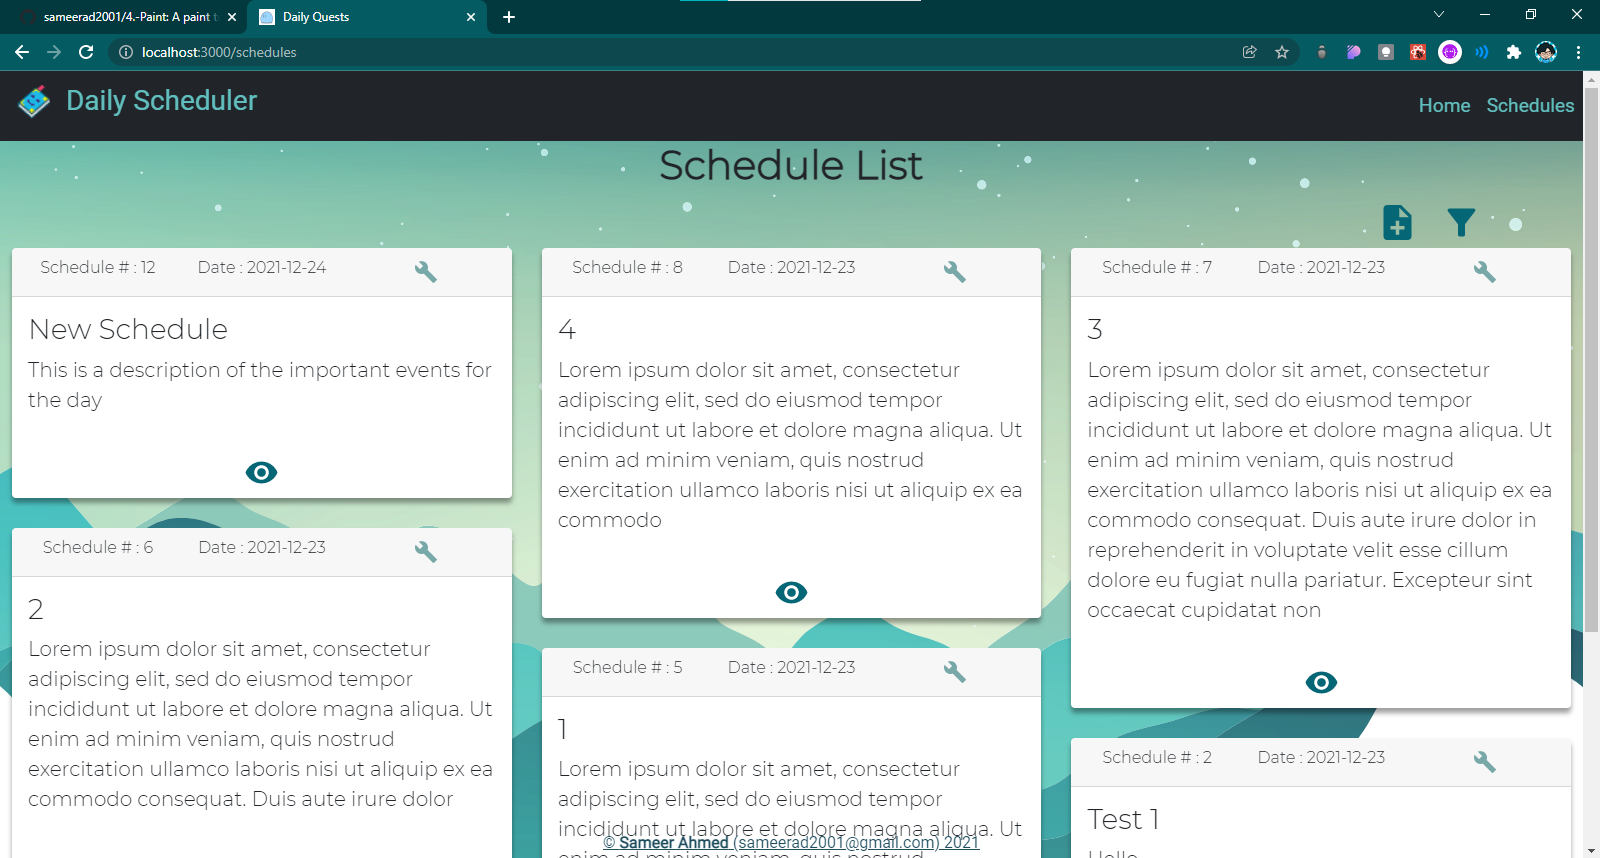 sameerad2001/4.-Paint: A paint t
Daily Quests
localhost:3000/schedules
Daily Scheduler
Home
Schedules
Schedule List
Schedule # : 12
Date : 2021-12-24
New Schedule
This is a description of the important events for
the day
Schedule # : 8
Date : 2021-12-23
4
Lorem ipsum dolor sit amet, consectetur
adipiscing elit, sed do eiusmod tempor
incididunt ut labore et dolore magna aliqua. Ut
enim ad minim veniam, quis nostrud
exercitation ullamco laboris nisi ut aliquip ex ea
commodo
Schedule # : 7
Date : 2021-12-23
3
Lorem ipsum dolor sit amet, consectetur
adipiscing elit, sed do eiusmod tempor
incididunt ut labore et dolore magna aliqua. Ut
enim ad minim veniam, quis nostrud
exercitation ullamco laboris nisi ut aliquip ex ea
commodo consequat. Duis aute irure dolor in
reprehenderit in voluptate velit esse cillum
dolore eu fugiat nulla pariatur. Excepteur sint
occaecat cupidatat non
Schedule # : 6
Date : 2021-12-23
2
Lorem ipsum dolor sit amet, consectetur
adipiscing elit, sed do eiusmod tempor
incididunt ut labore et dolore magna aliqua. Ut
enim ad minim veniam, quis nostrud
exercitation ullamco laboris nisi ut aliquip ex ea
commodo consequat. Duis aute irure dolor
Schedule # : 5
Date : 2021-12-23
1
Lorem ipsum dolor sit amet, consectetur
adipiscing elit, sed do eiusmod tempor
incididunt ut labore et dolore magna aliqua. Ut
enim ad minim veniam, quis nostrud
Schedule # : 2
Date : 2021-12-23
Test 1
Hello
© Sameer Ahmed (sameerad2001@gmail.com) 2021